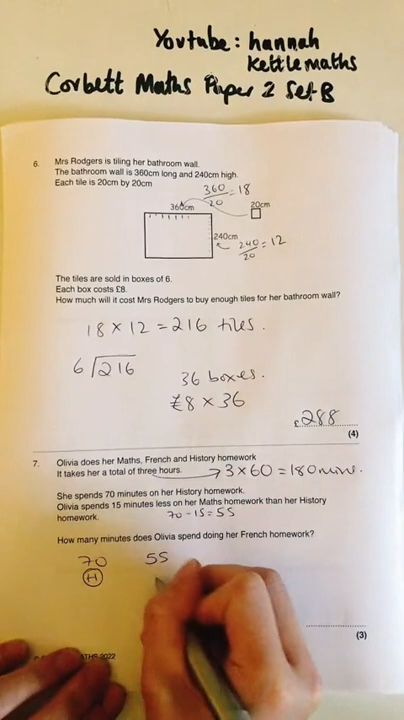 Youtube: hannah
Kettlemaths
Corbett Maths Paper 2 Set B
6. Mrs Rodgers is tiling her bathroom wall.
The bathroom wall is 360cm long and 240cm high.
Each tile is 20cm by 20cm
360/20 = 18
360cm
20cm
240cm
240/20 = 12
The tiles are sold in boxes of 6.
Each box costs £8.
How much will it cost Mrs Rodgers to buy enough tiles for her bathroom wall?
18 × 12 = 216 tiles.
6 216
36 boxes.
£8 × 36
£288
(4)
7. Olivia does her Maths, French and History homework
It takes her a total of three hours. → 3×60=180mins.
She spends 70 minutes on her History homework.
Olivia spends 15 minutes less on her Maths homework than her History
homework. 70-15=55
How many minutes does Olivia spend doing her French homework?
70 55
H
(3)
2022